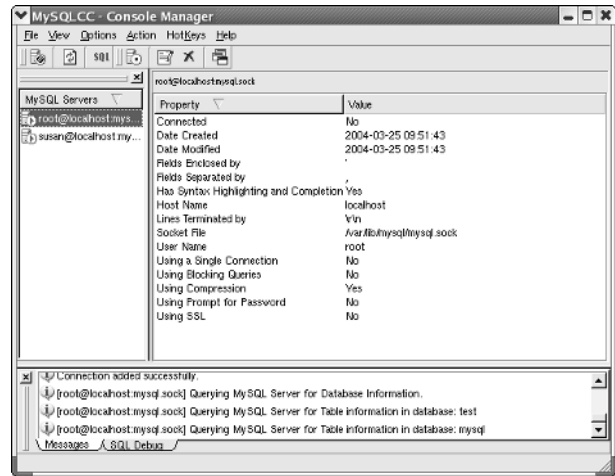 MySQLCC - Console Manager
File View Options Action HotKeys Help
SQL
root@localhost:mysql.sock
MySQL Servers
root@localhost:mys...
susan@localhost:my...
Property Value
Connected No
Date Created 2004-03-25 09:51:43
Date Modified 2004-03-25 09:51:43
Fields Enclosed by '
Fields Separated by ,
Has Syntax Highlighting and Completion Yes
Host Name localhost
Lines Terminated by \r\n
Socket File /var/lib/mysql/mysql.sock
User Name root
Using a Single Connection No
Using Blocking Queries No
Using Compression Yes
Using Prompt for Password No
Using SSL No
Connection added successfully.
[root@localhost:mysql.sock] Querying MySQL Server for Database Information.
[root@localhost:mysql.sock] Querying MySQL Server for Table information in database: test
[root@localhost:mysql.sock] Querying MySQL Server for Table information in database: mysql
Messages SQL Debug